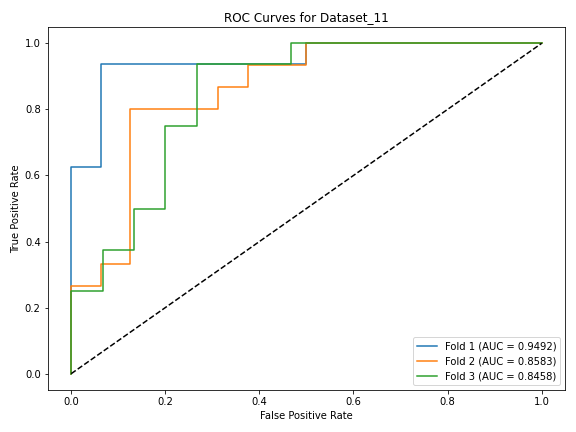 ROC Curves for Dataset_11
True Positive Rate
1.0
0.8
0.6
0.4
0.2
0.0
Fold 1 (AUC = 0.9492)
Fold 2 (AUC = 0.8583)
Fold 3 (AUC = 0.8458)
0.0 0.2 0.4 0.6 0.8 1.0
False Positive Rate